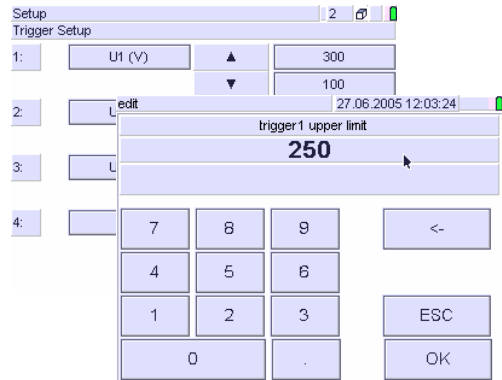 Setup 2
Trigger Setup
1: U1 (V) ▲ 300
▼ 100
edit 27.06.2005 12:03:24
2: U
trigger1 upper limit
250
3: U
4:
7 8 9 <-
4 5 6
1 2 3 ESC
0 . OK